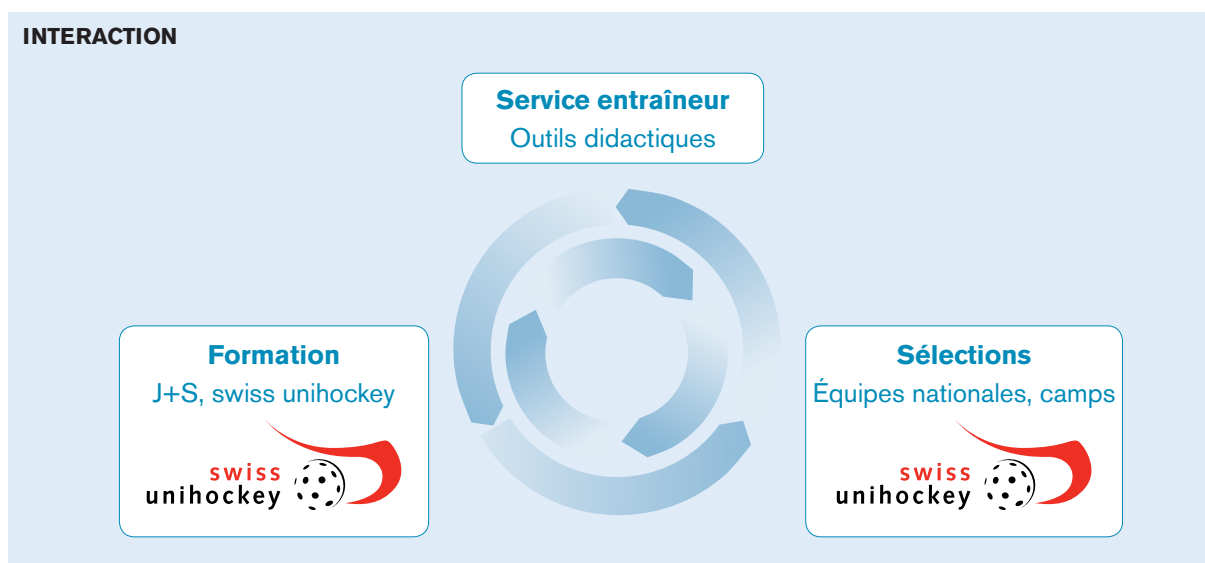 INTERACTION
Service entraîneur
Outils didactiques
Formation
J+S, swiss unihockey
swiss
unihockey
Sélections
Équipes nationales, camps
swiss
unihockey